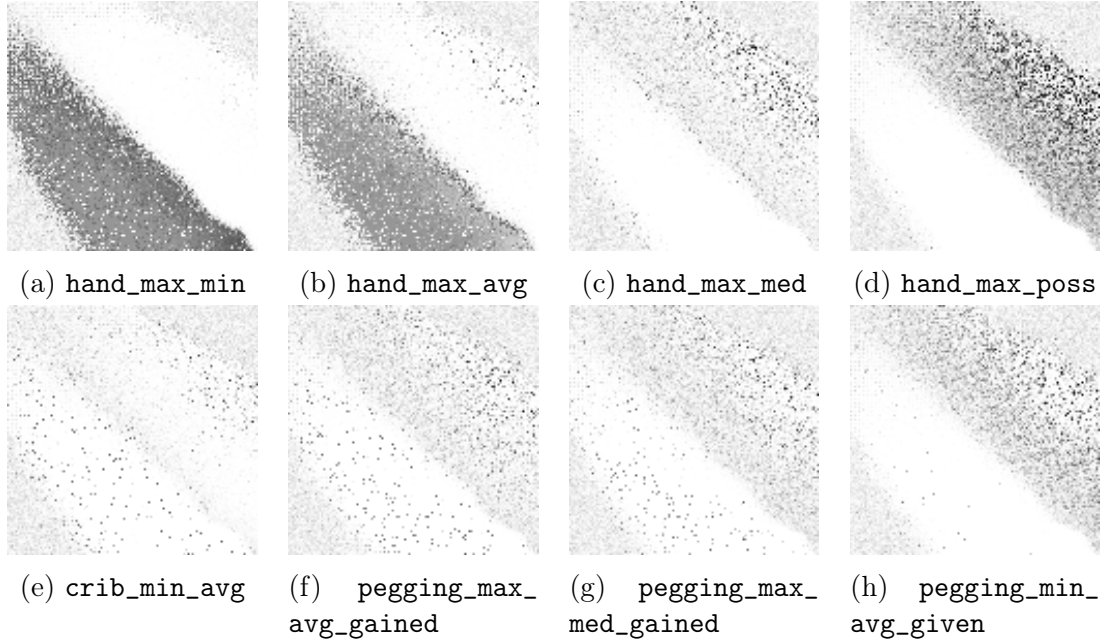 (a) hand_max_min
(b) hand_max_avg
(c) hand_max_med
(d) hand_max_poss
(e) crib_min_avg
(f) pegging_max_
avg_gained
(g) pegging_max_
med_gained
(h) pegging_min_
avg_given